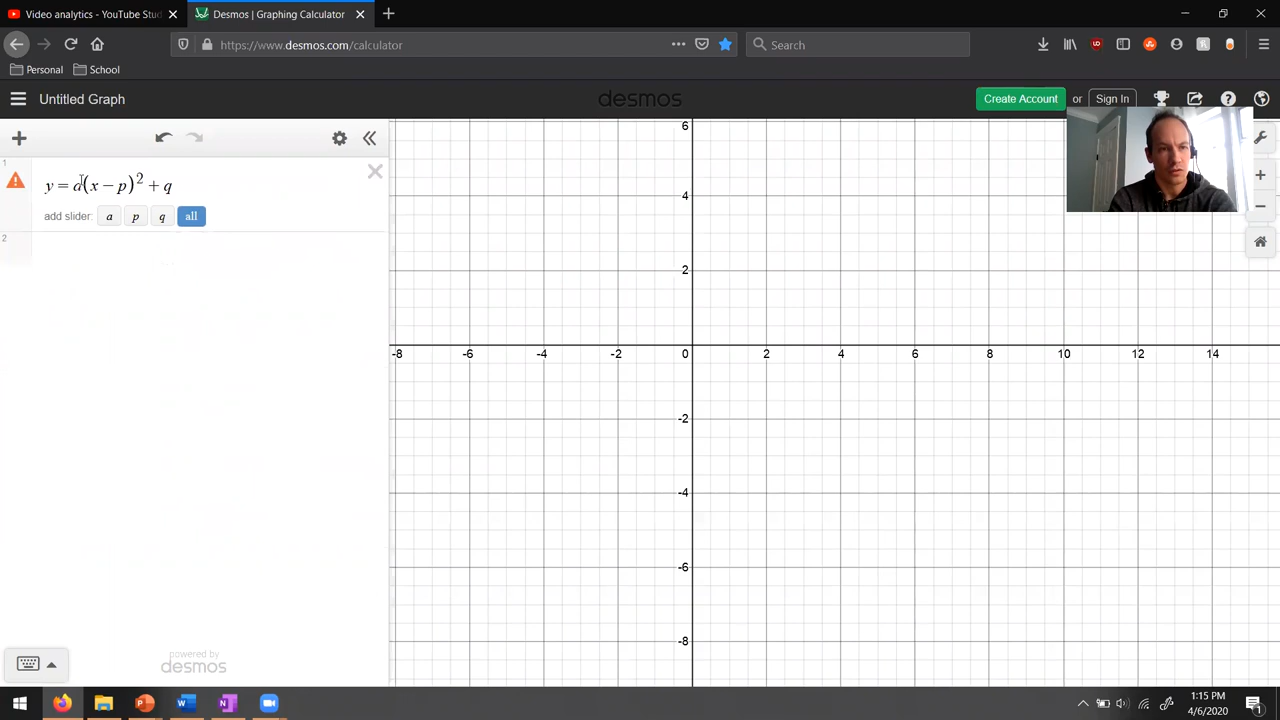 Video analytics - YouTube Stud
Desmos | Graphing Calculator
https://www.desmos.com/calculator
Search
Personal
School
Untitled Graph
desmos
Create Account or Sign In
1
y = a(x − p)² + q
add slider: a p q all
2
6
4
2
-8 -6 -4 -2 0 2 4 6 8 10 12 14
-2
-4
-6
-8
powered by
desmos
1:15 PM
4/6/2020